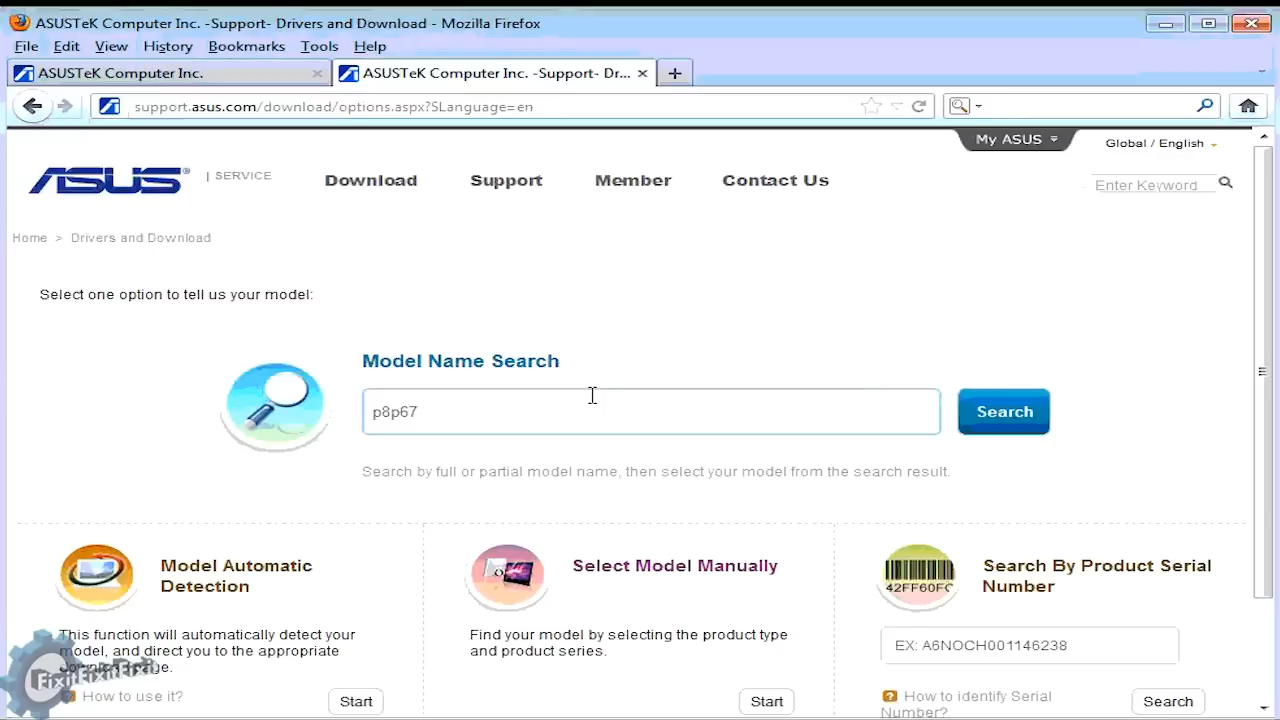 ASUSTeK Computer Inc. -Support- Drivers and Download - Mozilla Firefox
File Edit View History Bookmarks Tools Help
ASUSTeK Computer Inc. × ASUSTeK Computer Inc. -Support- Dr... × +
support.asus.com/download/options.aspx?SLanguage=en
My ASUS Global / English
ASUS® | SERVICE Download Support Member Contact Us
Enter Keyword
Home > Drivers and Download
Select one option to tell us your model:
Model Name Search
p8p67 Search
Search by full or partial model name, then select your model from the search result.
Model Automatic
Detection
This function will automatically detect your
model, and direct you to the appropriate
page.
? How to use it? Start
Select Model Manually
Find your model by selecting the product type
and product series.
Start
42FF60FC
Search By Product Serial
Number
EX: A6NOCH001146238
? How to identify Serial
Number?
Search
FixitFixitFixit